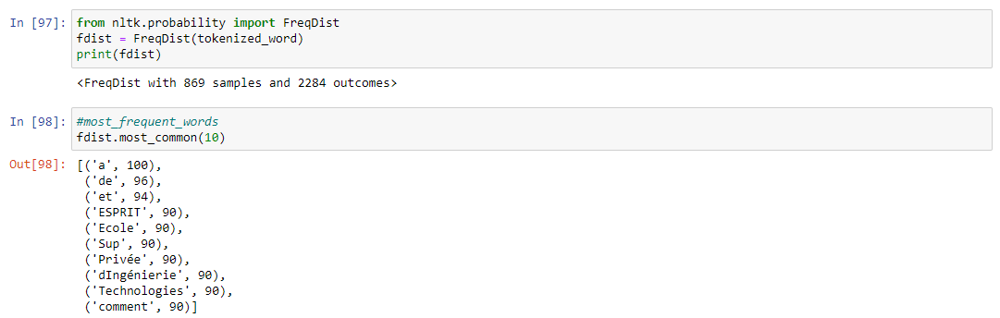 In [97]: from nltk.probability import FreqDist
fdist = FreqDist(tokenized_word)
print(fdist)
<FreqDist with 869 samples and 2284 outcomes>
In [98]: #most_frequent_words
fdist.most_common(10)
Out[98]: [('a', 100),
('de', 96),
('et', 94),
('ESPRIT', 90),
('Ecole', 90),
('Sup', 90),
('Privée', 90),
('dIngénierie', 90),
('Technologies', 90),
('comment', 90)]